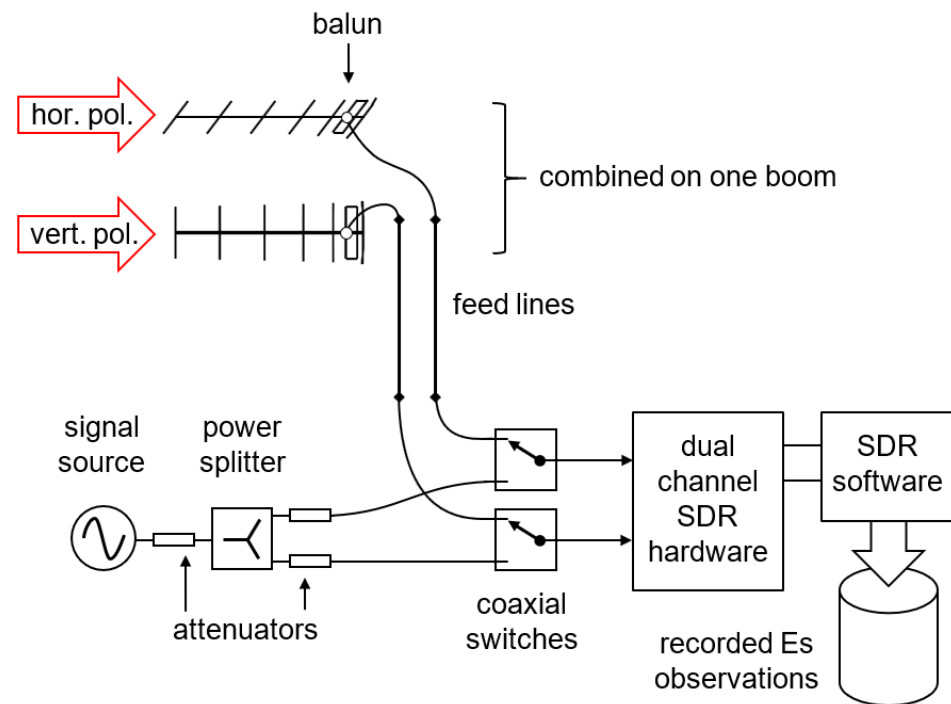 balun
hor. pol.
combined on one boom
vert. pol.
feed lines
signal
source
power
splitter
dual
channel
SDR
hardware
SDR
software
attenuators
coaxial
switches
recorded Es
observations